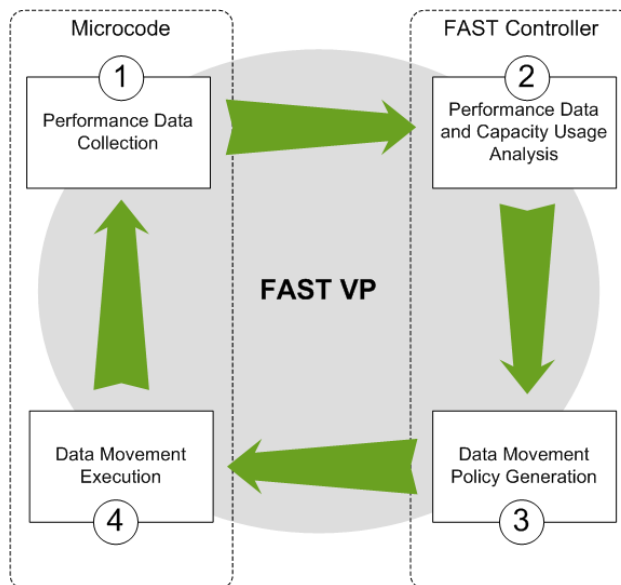 Microcode
FAST Controller
1
Performance Data
Collection
2
Performance Data
and Capacity Usage
Analysis
FAST VP
Data Movement
Execution
4
Data Movement
Policy Generation
3